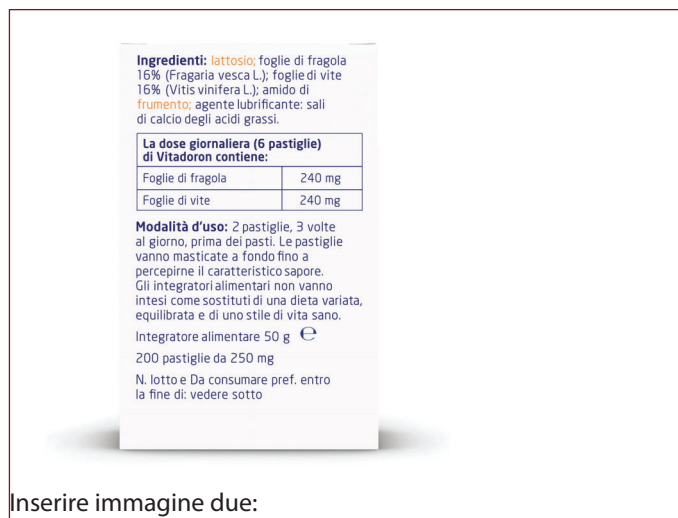 Ingredienti: lattosio; foglie di fragola
16% (Fragaria vesca L.); foglie di vite
16% (Vitis vinifera L.); amido di
frumento; agente lubrificante: sali
di calcio degli acidi grassi.
La dose giornaliera (6 pastiglie)
di Vitadoron contiene:
Foglie di fragola 240 mg
Foglie di vite 240 mg
Modalità d'uso: 2 pastiglie, 3 volte
al giorno, prima dei pasti. Le pastiglie
vanno masticate a fondo fino a
percepirne il caratteristico sapore.
Gli integratori alimentari non vanno
intesi come sostituti di una dieta variata,
equilibrata e di uno stile di vita sano.
Integratore alimentare 50 g ℮
200 pastiglie da 250 mg
N. lotto e Da consumare pref. entro
la fine di: vedere sotto
Inserire immagine due: